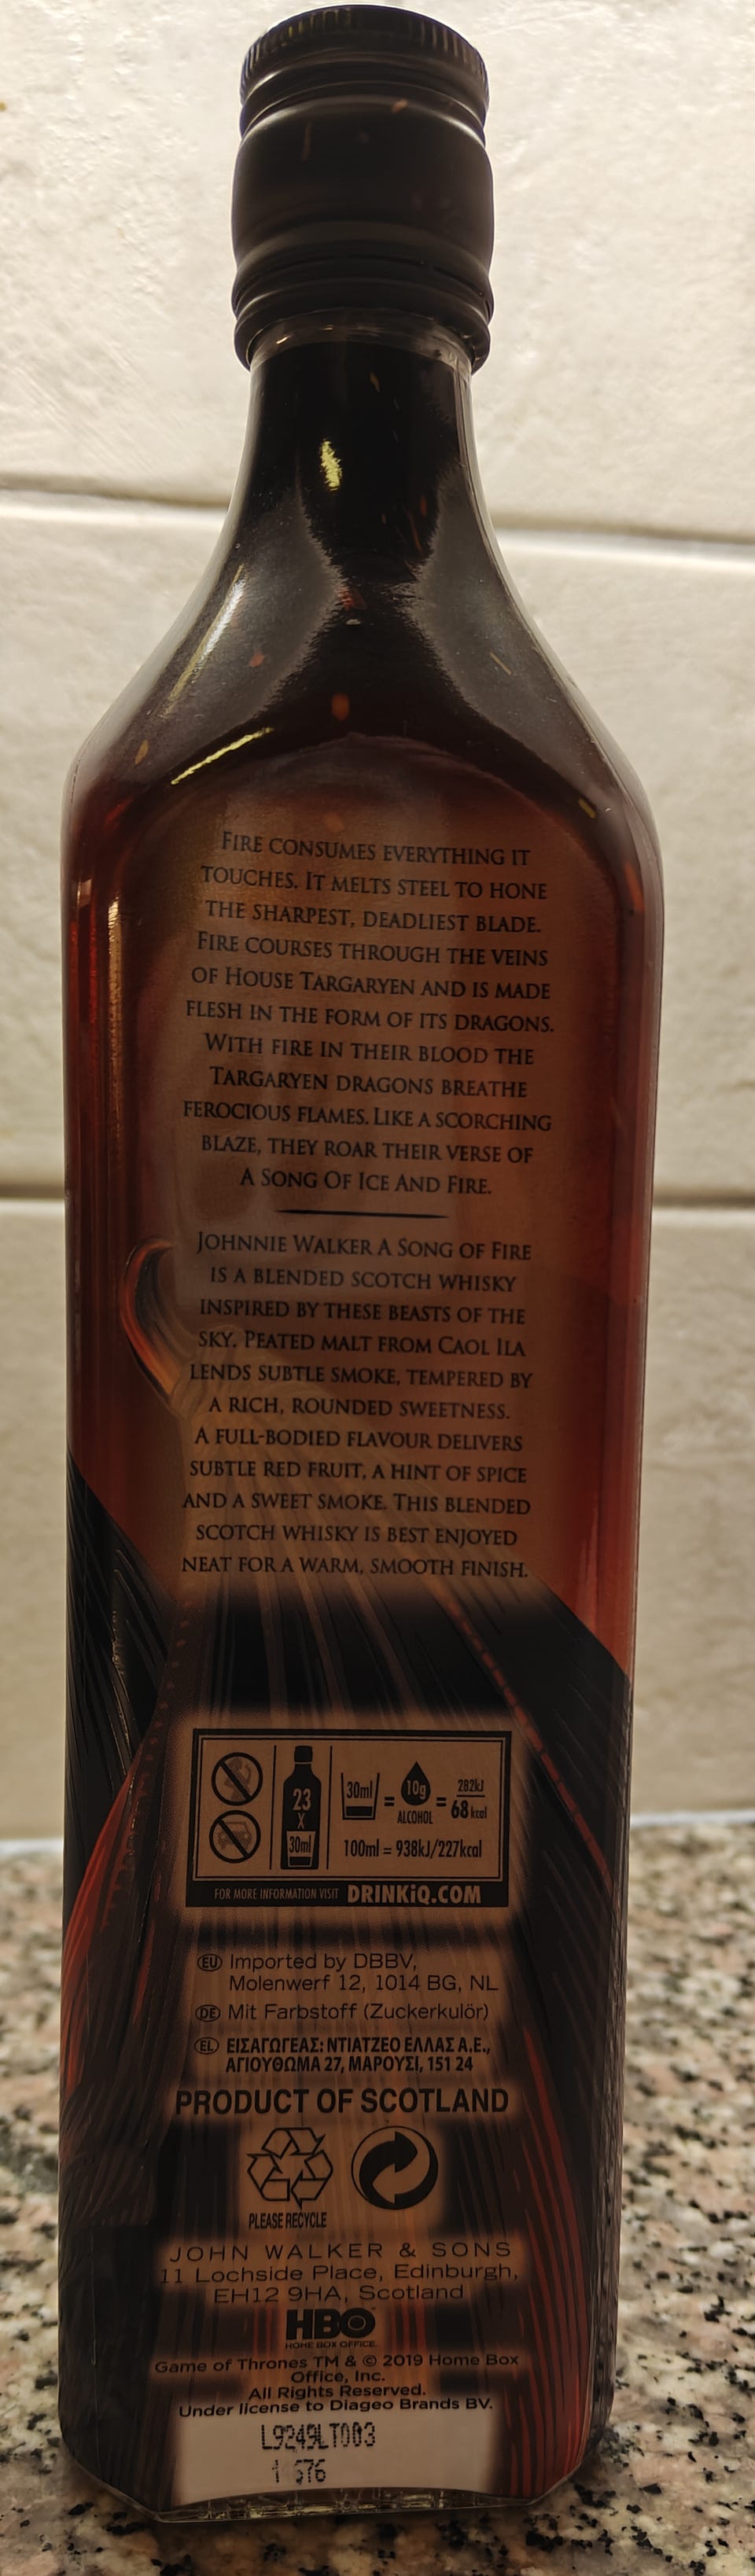 FIRE CONSUMES EVERYTHING IT
TOUCHES. IT MELTS STEEL TO HONE
THE SHARPEST, DEADLIEST BLADE.
FIRE COURSES THROUGH THE VEINS
OF HOUSE TARGARYEN AND IS MADE
FLESH IN THE FORM OF ITS DRAGONS.
WITH FIRE IN THEIR BLOOD THE
TARGARYEN DRAGONS BREATHE
FEROCIOUS FLAMES. LIKE A SCORCHING
BLAZE, THEY ROAR THEIR VERSE OF
A SONG OF ICE AND FIRE.
JOHNNIE WALKER A SONG OF FIRE
IS A BLENDED SCOTCH WHISKY
INSPIRED BY THESE BEASTS OF THE
SKY. PEATED MALT FROM CAOL ILA
LENDS SUBTLE SMOKE, TEMPERED BY
A RICH, ROUNDED SWEETNESS.
A FULL-BODIED FLAVOUR DELIVERS
SUBTLE RED FRUIT, A HINT OF SPICE
AND A SWEET SMOKE. THIS BLENDED
SCOTCH WHISKY IS BEST ENJOYED
NEAT FOR A WARM, SMOOTH FINISH.
23
X
30ml
30ml = 10g ALCOHOL = 282kJ 68 kcal
100ml = 938kJ/227kcal
FOR MORE INFORMATION VISIT DRINKiQ.COM
EU Imported by DBBV,
Molenwerf 12, 1014 BG, NL
DE Mit Farbstoff (Zuckerkulör)
EL ΕΙΣΑΓΩΓΕΑΣ: ΝΤΙΑΤΖΕΟ ΕΛΛΑΣ Α.Ε.,
ΑΓΙΟΥ ΘΩΜΑ 27, ΜΑΡΟΥΣΙ, 151 24
PRODUCT OF SCOTLAND
PLEASE RECYCLE
JOHN WALKER & SONS
11 Lochside Place, Edinburgh,
EH12 9HA, Scotland
HBO
HOME BOX OFFICE
Game of Thrones TM & © 2019 Home Box
Office, Inc.
All Rights Reserved.
Under license to Diageo Brands BV.
L9249LT003